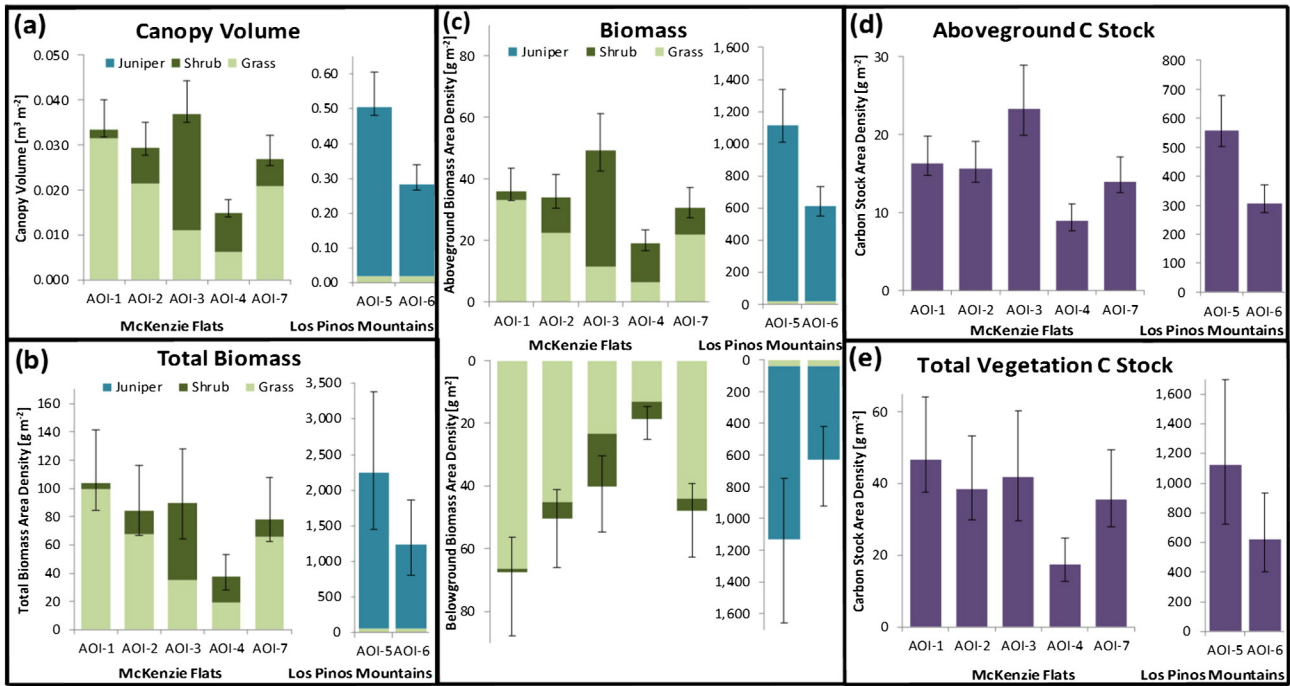 (a) Canopy Volume
Juniper Shrub Grass
Canopy Volume [m³ m⁻²]
0.050
0.040
0.030
0.020
0.010
0.000
AOI-1 AOI-2 AOI-3 AOI-4 AOI-7
McKenzie Flats
0.60
0.50
0.40
0.30
0.20
0.10
0.00
AOI-5 AOI-6
Los Pinos Mountains
(b) Total Biomass
Juniper Shrub Grass
Total Biomass Area Density [g m⁻²]
160
140
120
100
80
60
40
20
0
AOI-1 AOI-2 AOI-3 AOI-4 AOI-7
McKenzie Flats
3,500
3,000
2,500
2,000
1,500
1,000
500
0
AOI-5 AOI-6
Los Pinos Mountains
(c) Biomass
Juniper Shrub Grass
Aboveground Biomass Area Density [g m⁻²]
80
60
40
20
0
AOI-1 AOI-2 AOI-3 AOI-4 AOI-7
McKenzie Flats
1,600
1,400
1,200
1,000
800
600
400
200
0
AOI-5 AOI-6
Los Pinos Mountains
Belowground Biomass Area Density [g m⁻²]
0
20
40
60
80
0
200
400
600
800
1,000
1,200
1,400
1,600
(d) Aboveground C Stock
Carbon Stock Area Density [g m⁻²]
30
20
10
0
AOI-1 AOI-2 AOI-3 AOI-4 AOI-7
McKenzie Flats
800
700
600
500
400
300
200
100
0
AOI-5 AOI-6
Los Pinos Mountains
(e) Total Vegetation C Stock
Carbon Stock Area Density [g m⁻²]
60
40
20
0
AOI-1 AOI-2 AOI-3 AOI-4 AOI-7
McKenzie Flats
1,600
1,400
1,200
1,000
800
600
400
200
0
AOI-5 AOI-6
Los Pinos Mountains